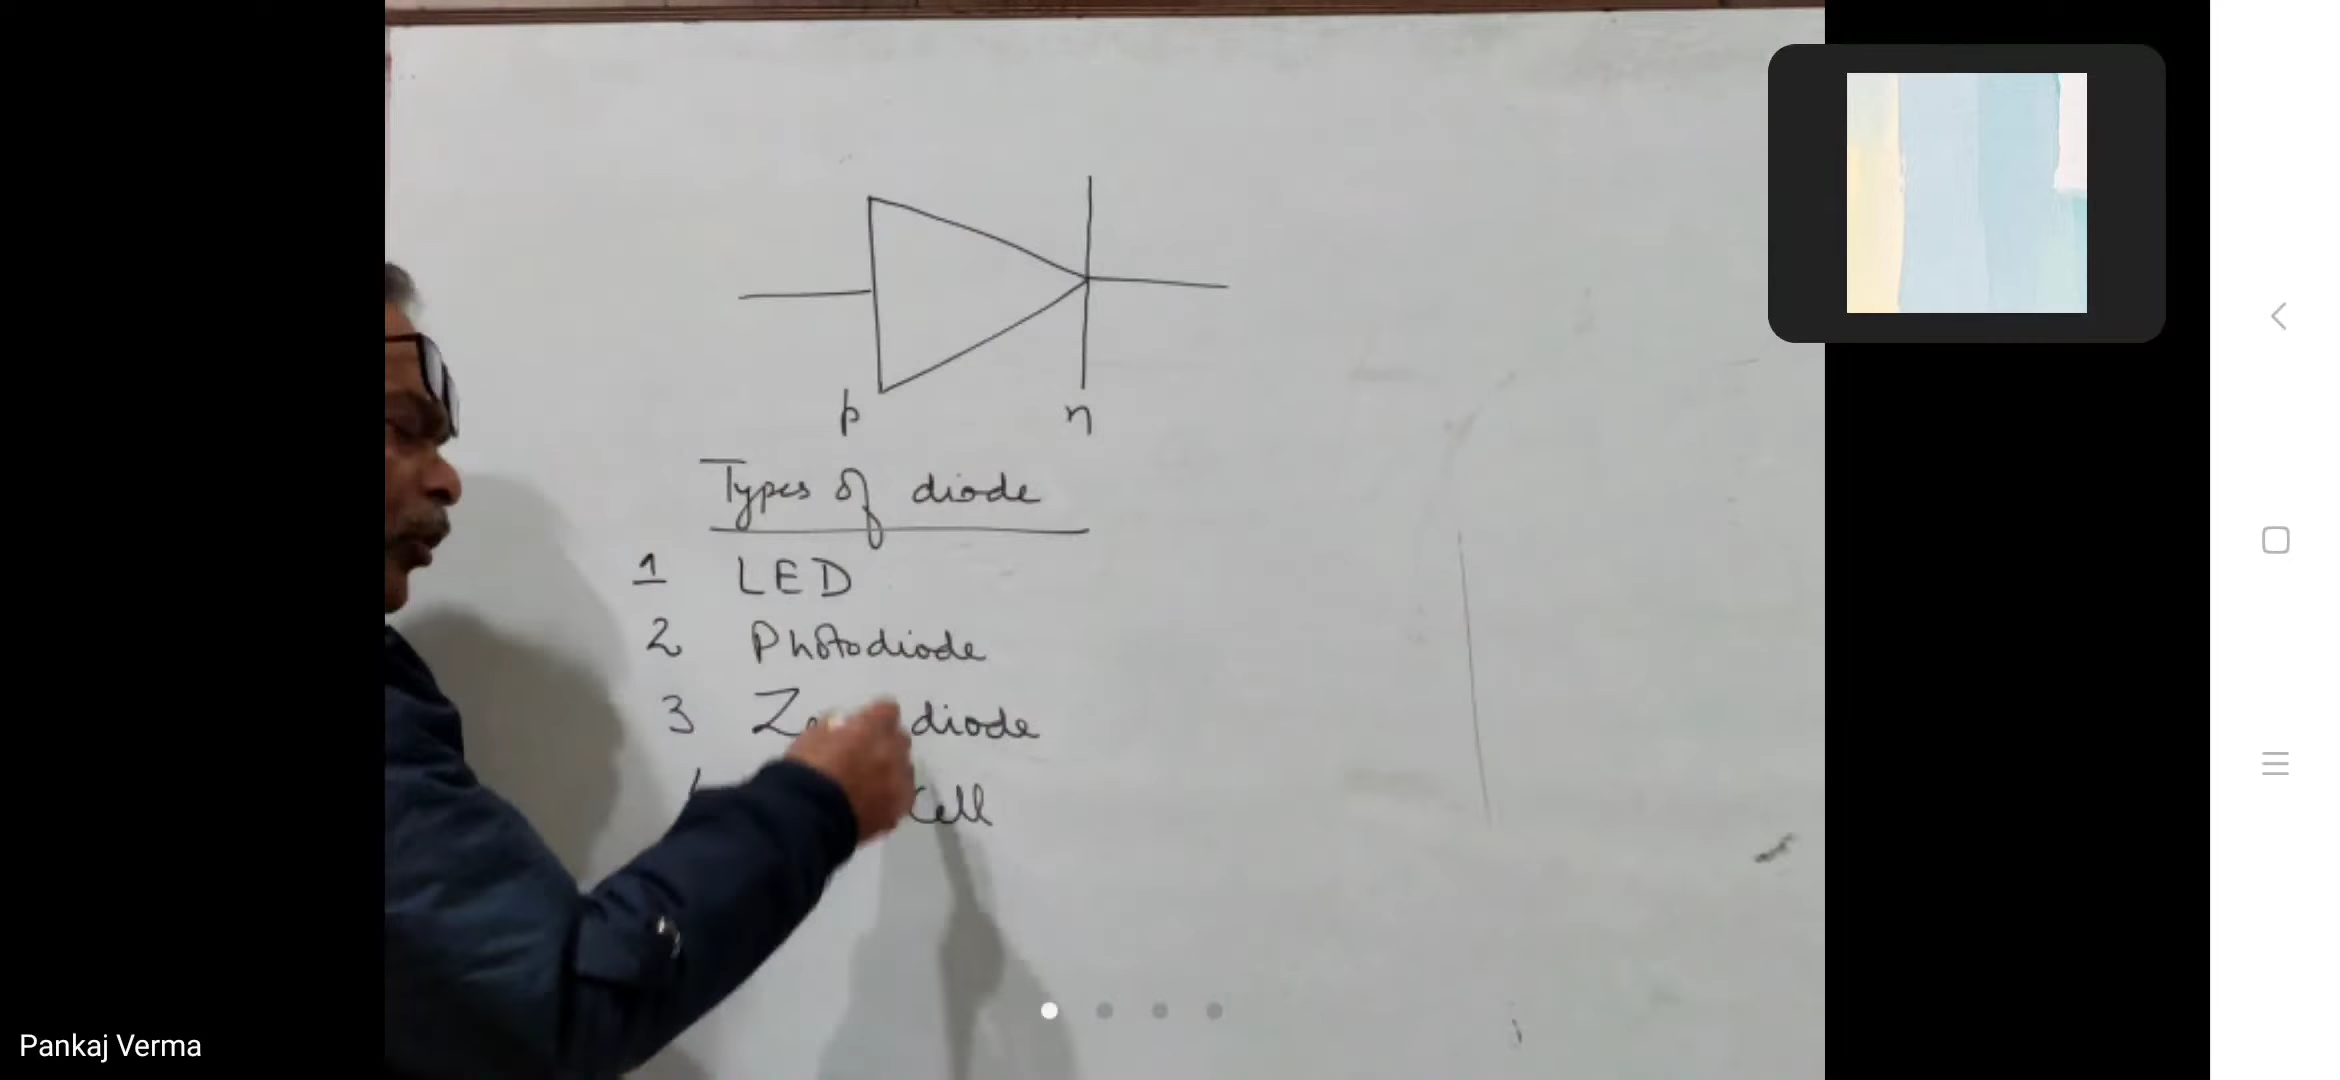 p n
Types of diode
1 LED
2 Photodiode
3 diode
Cell
Pankaj Verma